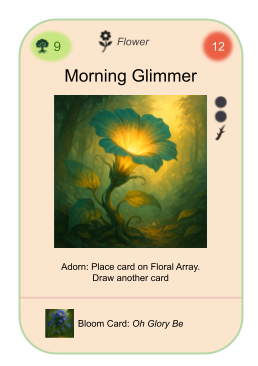 9
Flower
12
Morning Glimmer
Adorn: Place card on Floral Array.
Draw another card
Bloom Card: Oh Glory Be